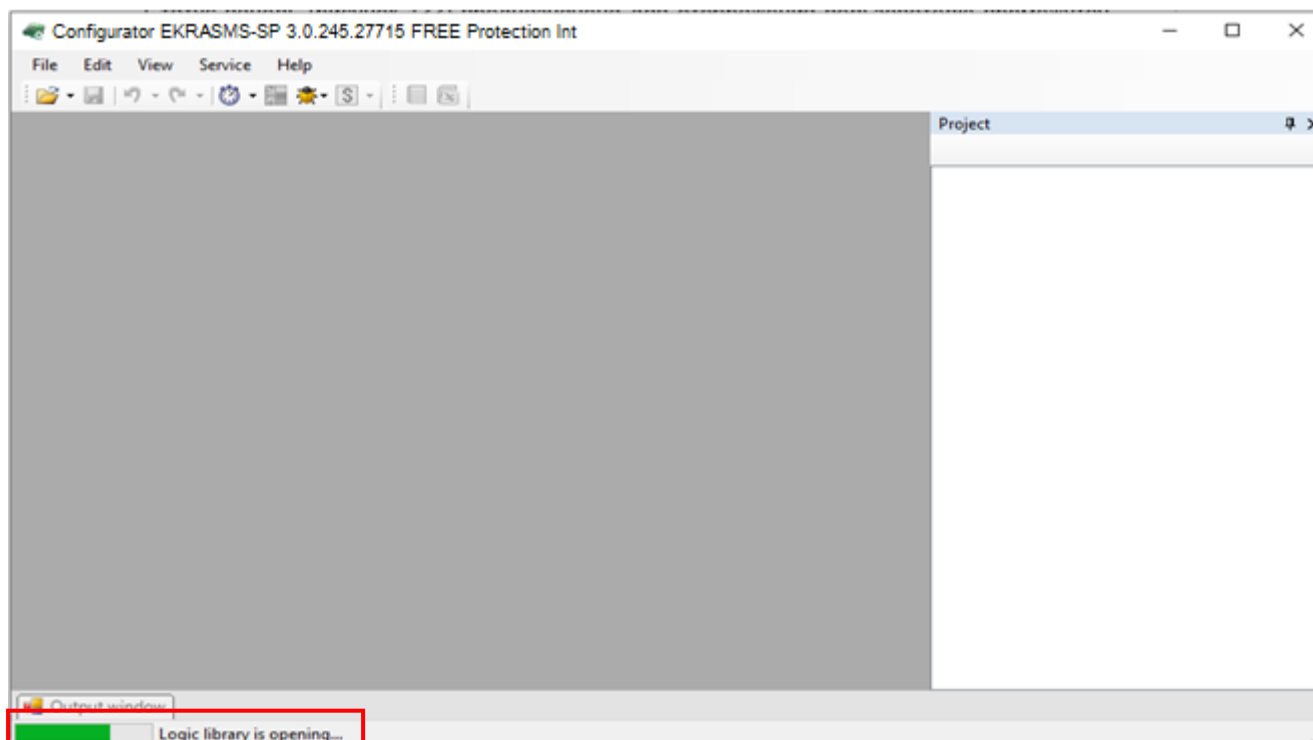 Configurator EKRASMS-SP 3.0.245.27715 FREE Protection Int
File Edit View Service Help
Project
Output window
Logic library is opening...